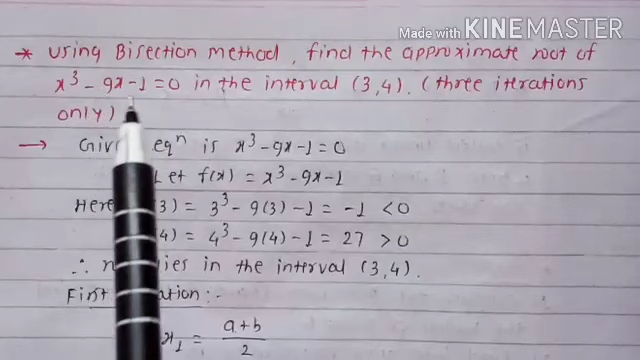 Made with KINEMASTER
* Using Bisection method, find the approximate root of
x³ - 9x - 1 = 0 in the interval (3,4). (three iterations
only)
→ Giv eqⁿ is x³ - 9x - 1 = 0
Let f(x) = x³ - 9x - 1
Here (3) = 3³ - 9(3) - 1 = -1 < 0
4) = 4³ - 9(4) - 1 = 27 > 0
∴ lies in the interval (3,4).
First ation :-
x₁ = a+b / 2